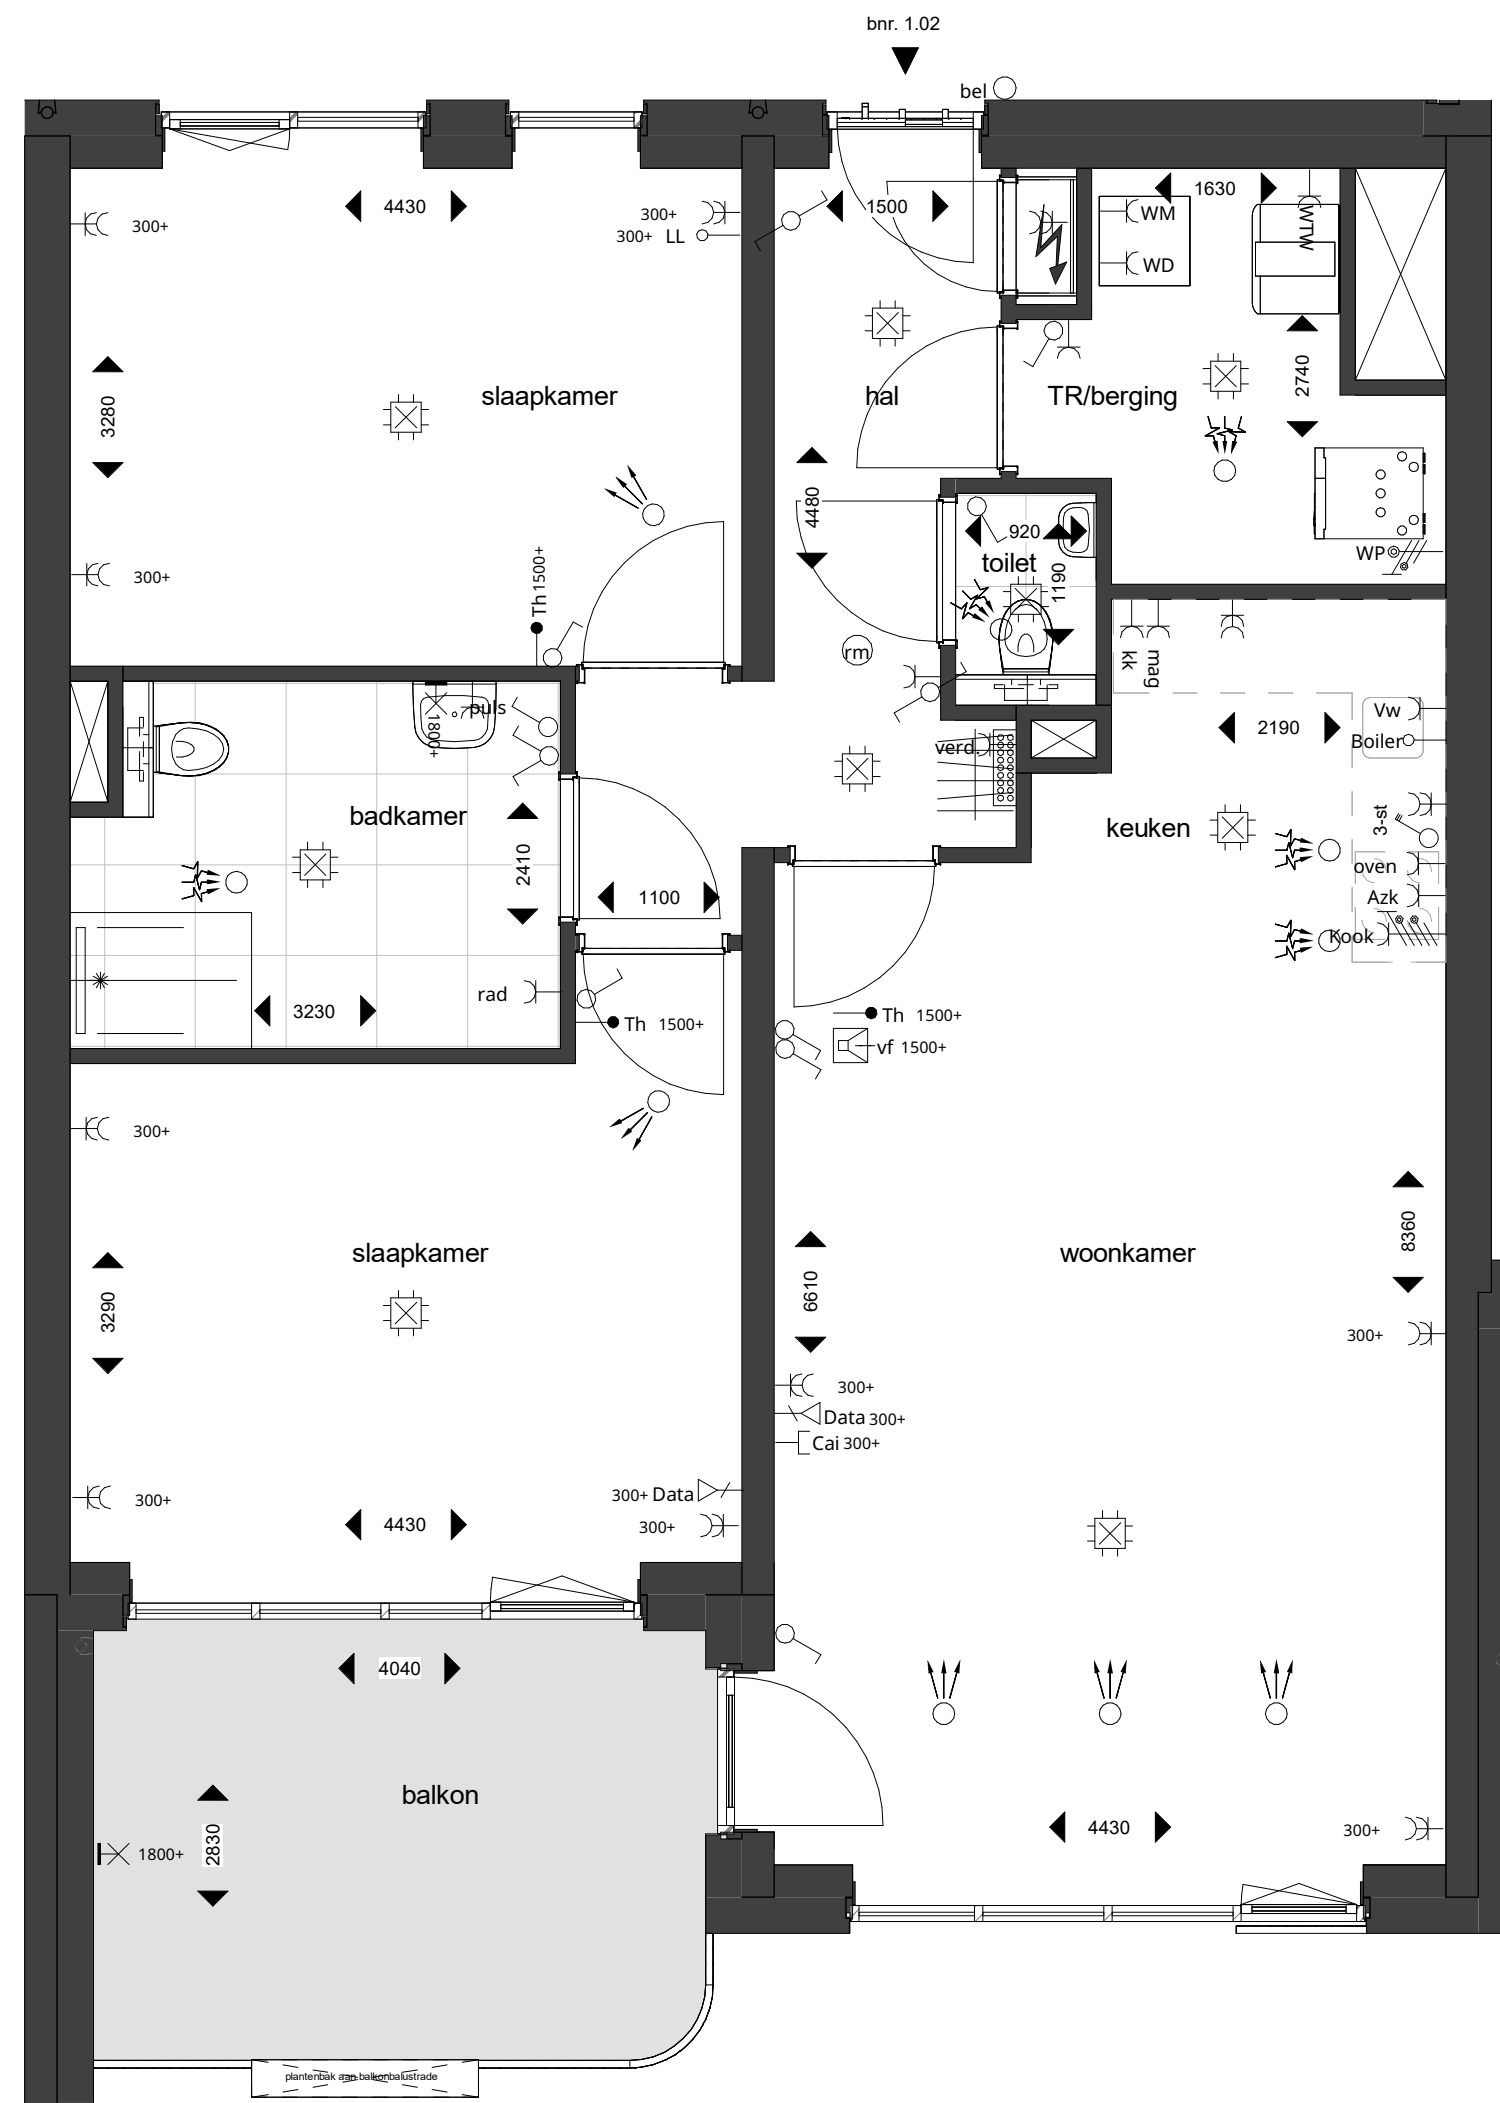 bnr. 1.02
bel
4430
300+
300+
300+ LL
1500
WM
WD
1630
WTW
3280
slaapkamer
hal
TR/berging
2740
4480
920
toilet
1190
WP
300+
Th 1500+
rm
kk
mag
puls
1800+
verd.
2190
Vw
Boiler
badkamer
2410
keuken
3-st
oven
Azk
Kook
1100
rad
3230
Th 1500+
Th 1500+
vf 1500+
300+
slaapkamer
3290
woonkamer
6610
8360
300+
300+
Data 300+
Cai 300+
300+
300+ Data
300+
4430
4040
balkon
2830
1800+
4430
300+
plantenbak aan balkonbalustrade